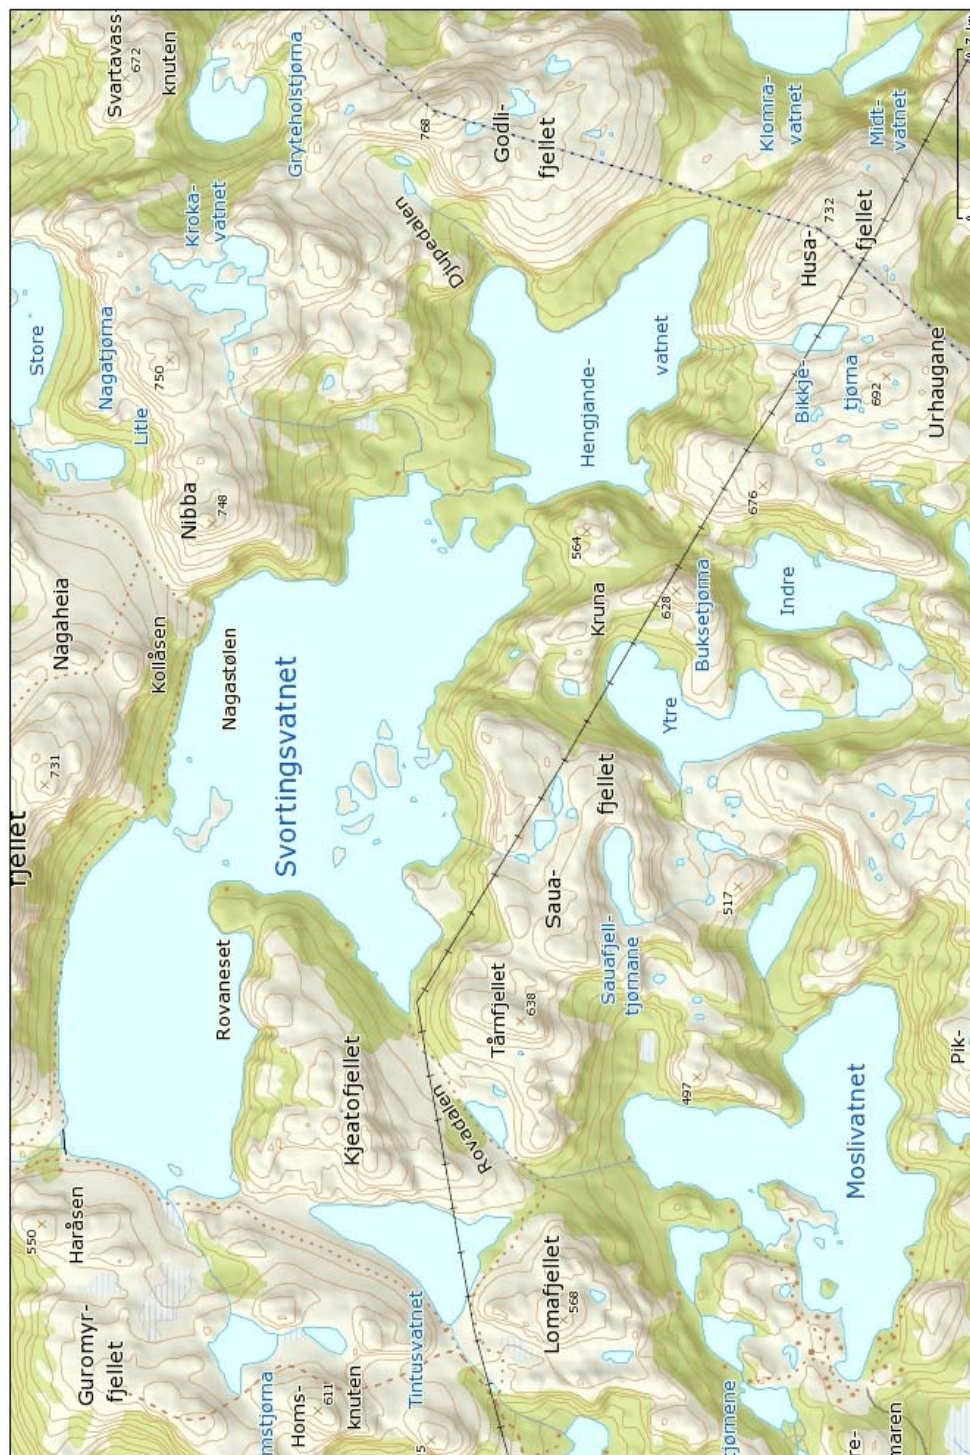 fjellet
550
Haråsen
731
Nagaheia
Store
Guromyr-
fjellet
Kollåsen
Litle
Nagatjørna
750
Svartavass-
knuten
672
Nibba
748
Kroka-
vatnet
Rovaneset
Nagastølen
Gryteholstjørna
Svortingsvatnet
Homs-
knuten
611
Kjeatofjellet
Tintusvatnet
Djupedalen
768
Rovadalen
Godli-
fjellet
Tårnfjellet
638
Lomafjellet
568
Saua-
fjellet
564
Kruna
Hengjande-
vatnet
Sauafjell-
tjørnane
628
Ytre
Buksetjørna
Indre
497
517
676
Klomra-
vatnet
Bikkje-
tjørna
Husa-
fjellet
732
Moslivatnet
692
Midt-
vatnet
Urhaugane
Pik-